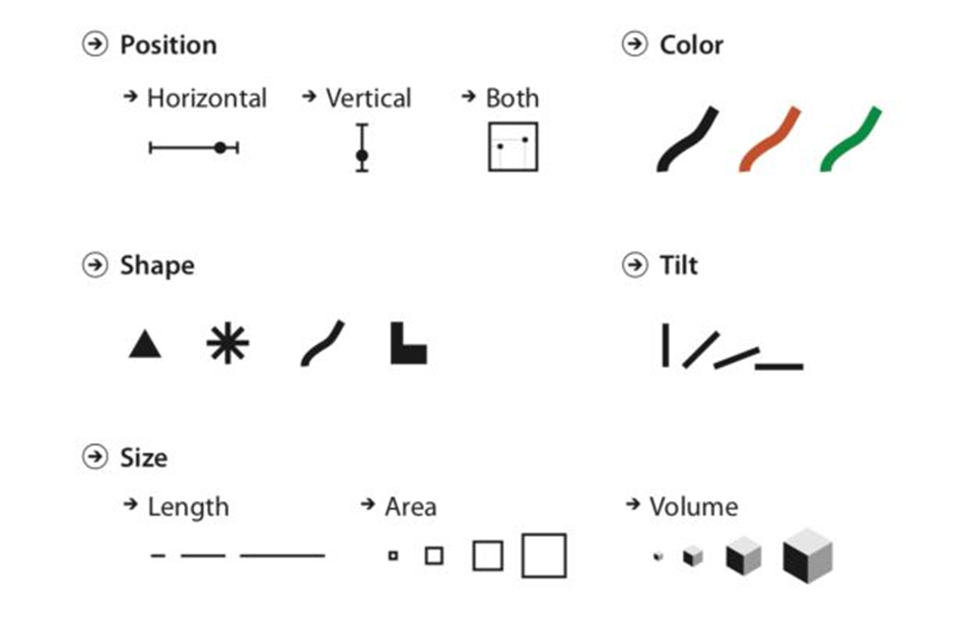 Position
Horizontal
Vertical
Both
Color
Shape
Tilt
Size
Length
Area
Volume